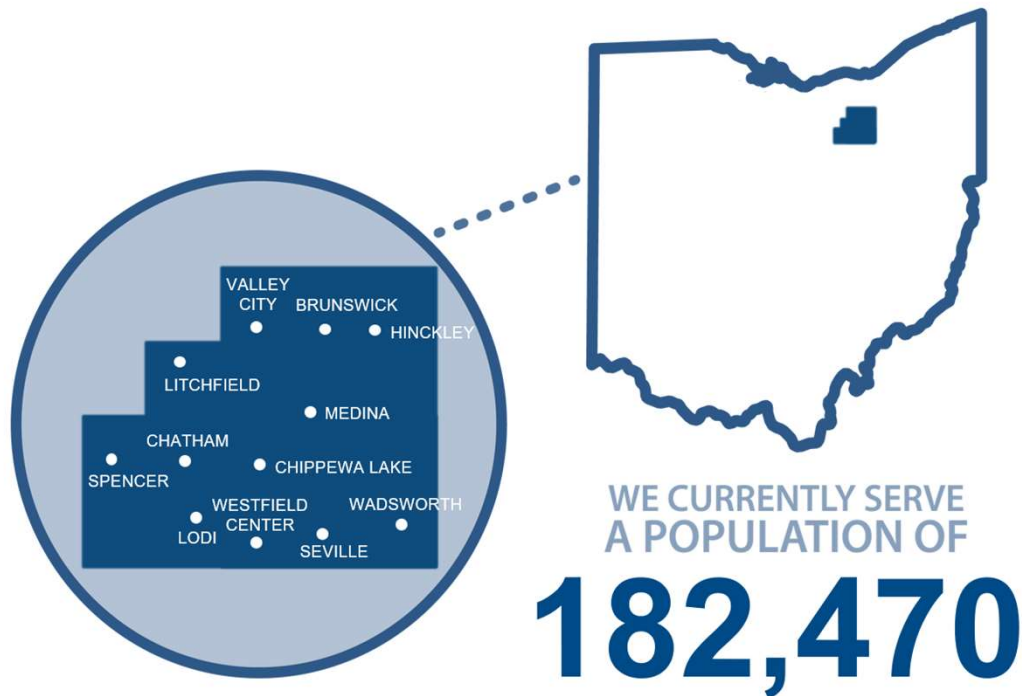 VALLEY
CITY
BRUNSWICK
HINCKLEY
LITCHFIELD
MEDINA
CHATHAM
SPENCER
CHIPPEWA LAKE
WESTFIELD
CENTER
WADSWORTH
LODI
SEVILLE
WE CURRENTLY SERVE
A POPULATION OF
182,470